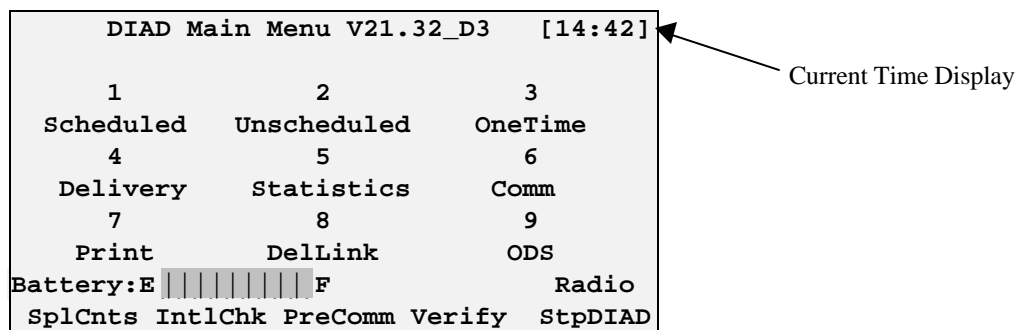 DIAD Main Menu V21.32_D3 [14:42]
Current Time Display
1 2 3
Scheduled Unscheduled OneTime
4 5 6
Delivery Statistics Comm
7 8 9
Print DelLink ODS
Battery:E ||||||||| F Radio
SplCnts IntlChk PreComm Verify StpDIAD